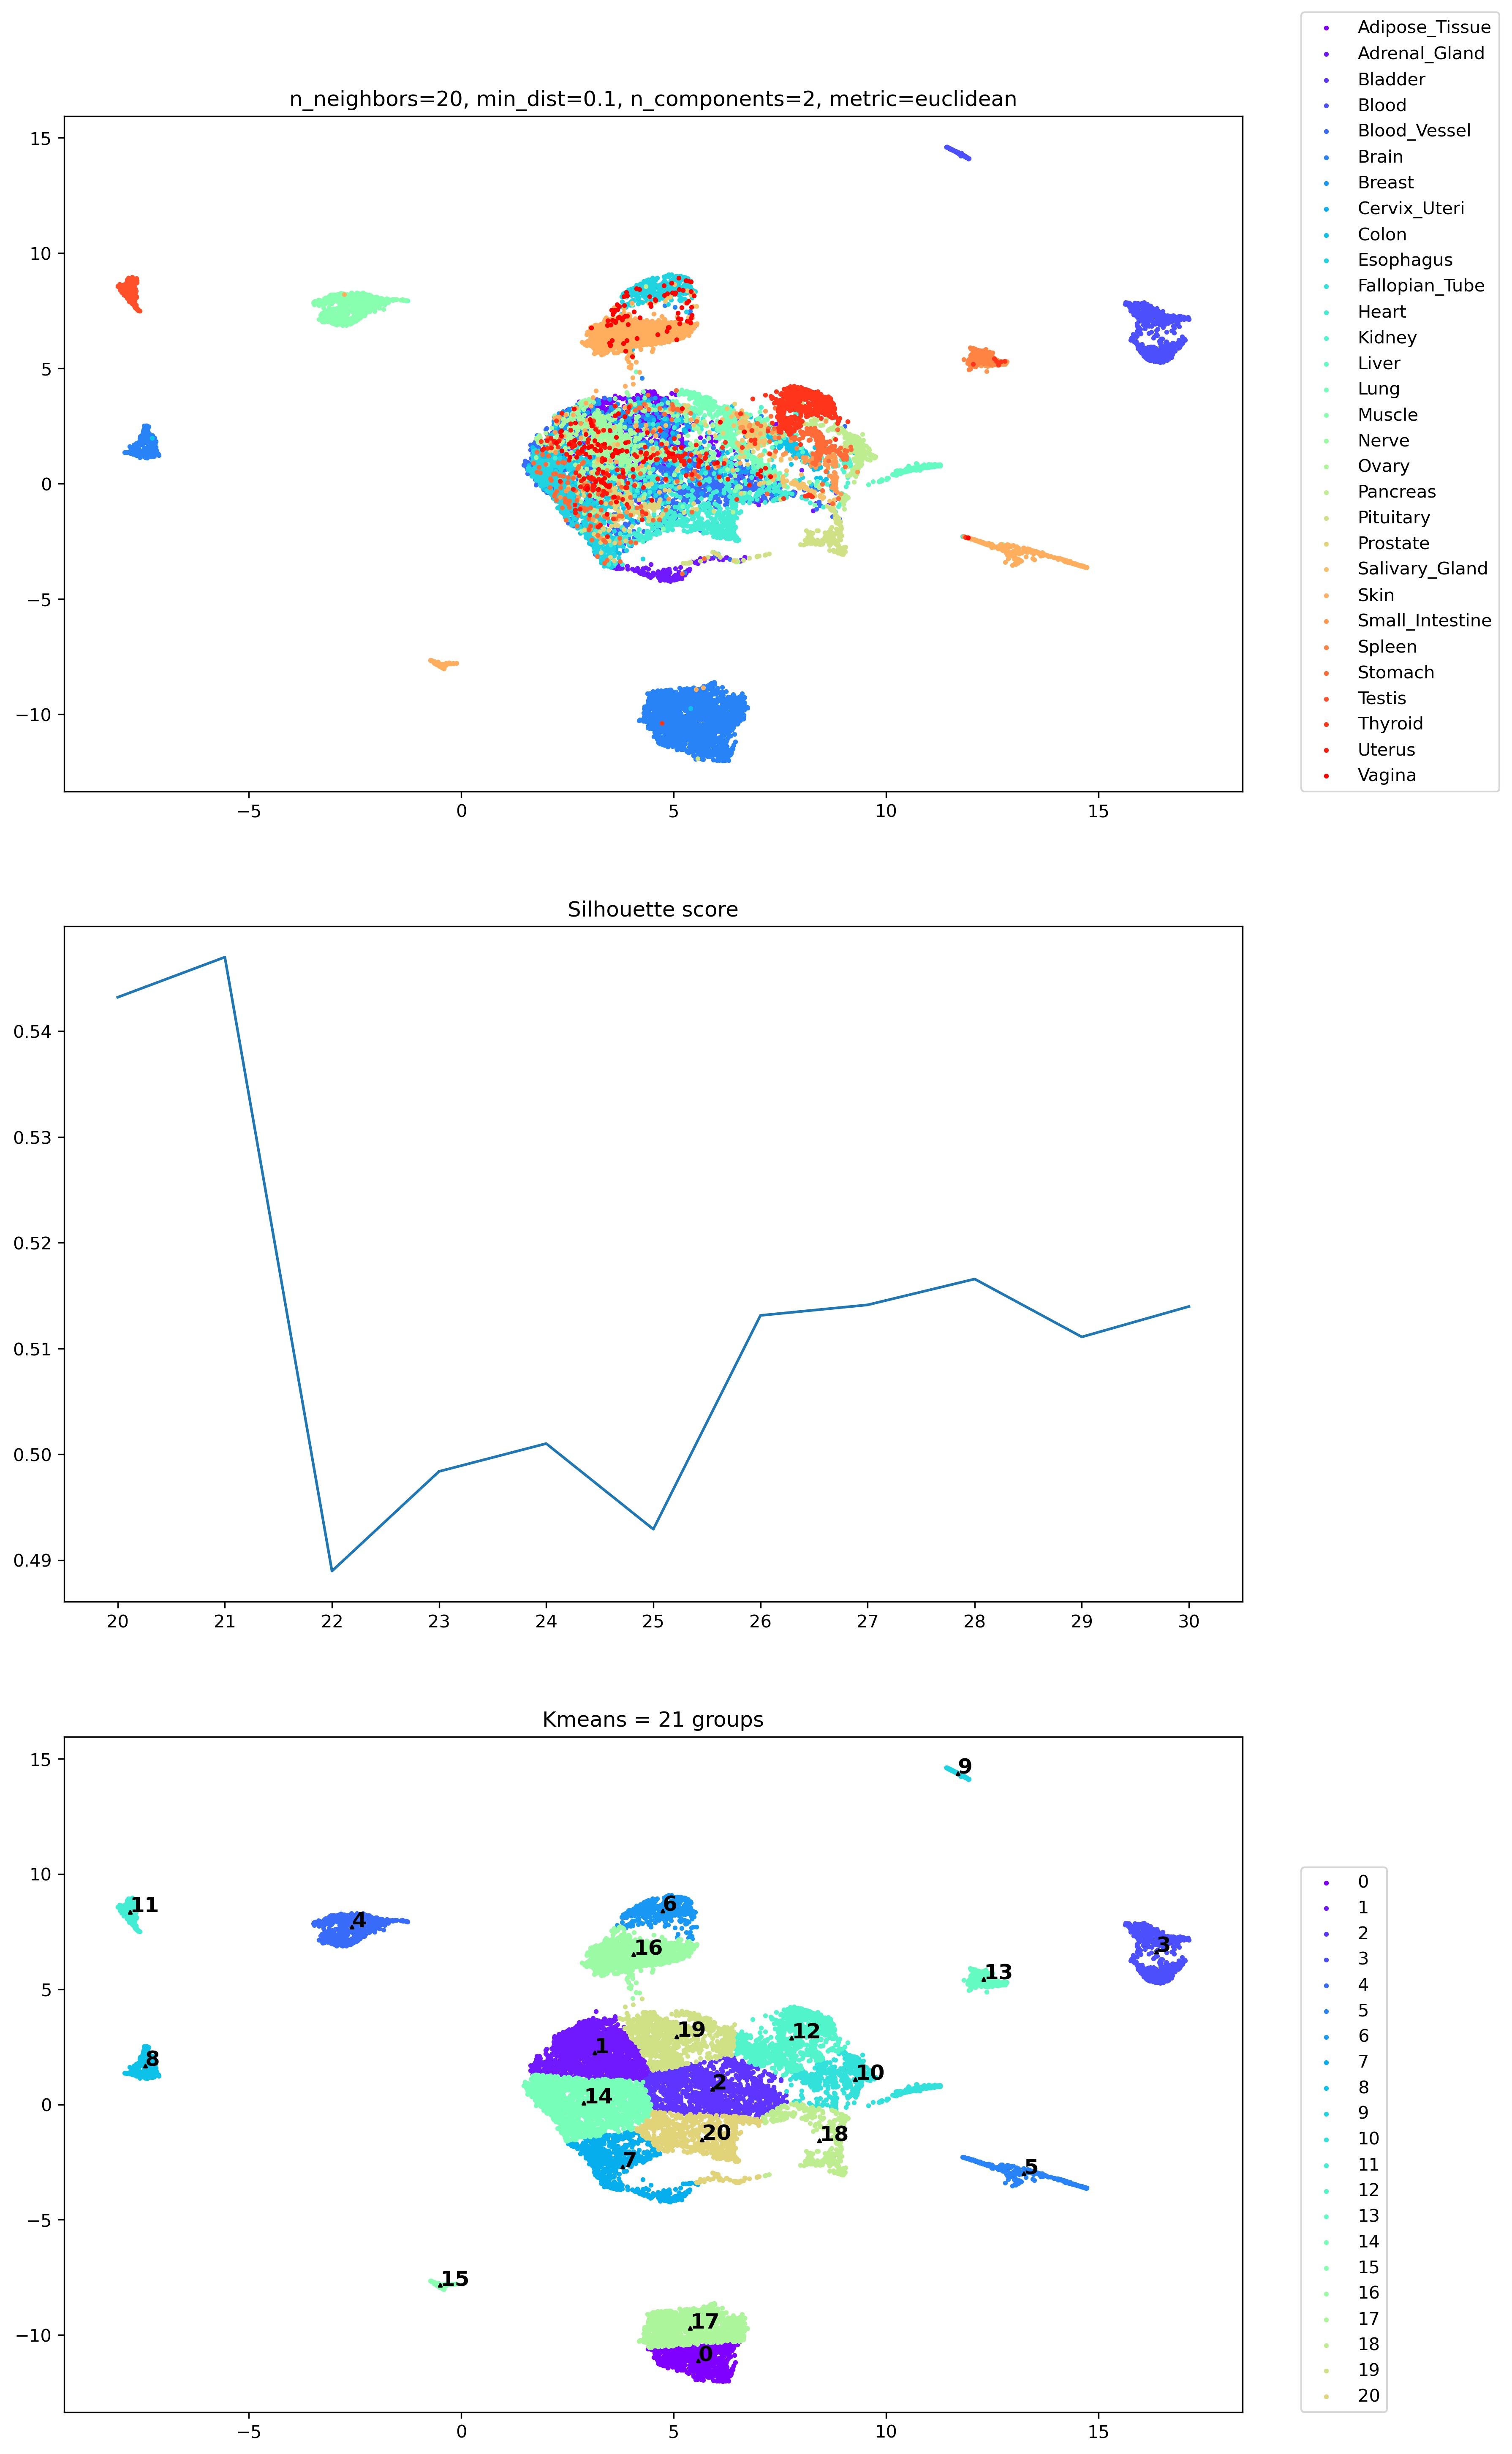 n_neighbors=20, min_dist=0.1, n_components=2, metric=euclidean
15
10
5
0
−5
−10
−5
0
5
10
15
Adipose_Tissue
Adrenal_Gland
Bladder
Blood
Blood_Vessel
Brain
Breast
Cervix_Uteri
Colon
Esophagus
Fallopian_Tube
Heart
Kidney
Liver
Lung
Muscle
Nerve
Ovary
Pancreas
Pituitary
Prostate
Salivary_Gland
Skin
Small_Intestine
Spleen
Stomach
Testis
Thyroid
Uterus
Vagina
Silhouette score
0.54
0.53
0.52
0.51
0.50
0.49
20
21
22
23
24
25
26
27
28
29
30
Kmeans = 21 groups
15
10
5
0
−5
−10
−5
0
5
10
15
9
11
4
6
16
3
13
19
12
1
8
10
2
14
20
18
7
5
15
17
0
0
1
2
3
4
5
6
7
8
9
10
11
12
13
14
15
16
17
18
19
20